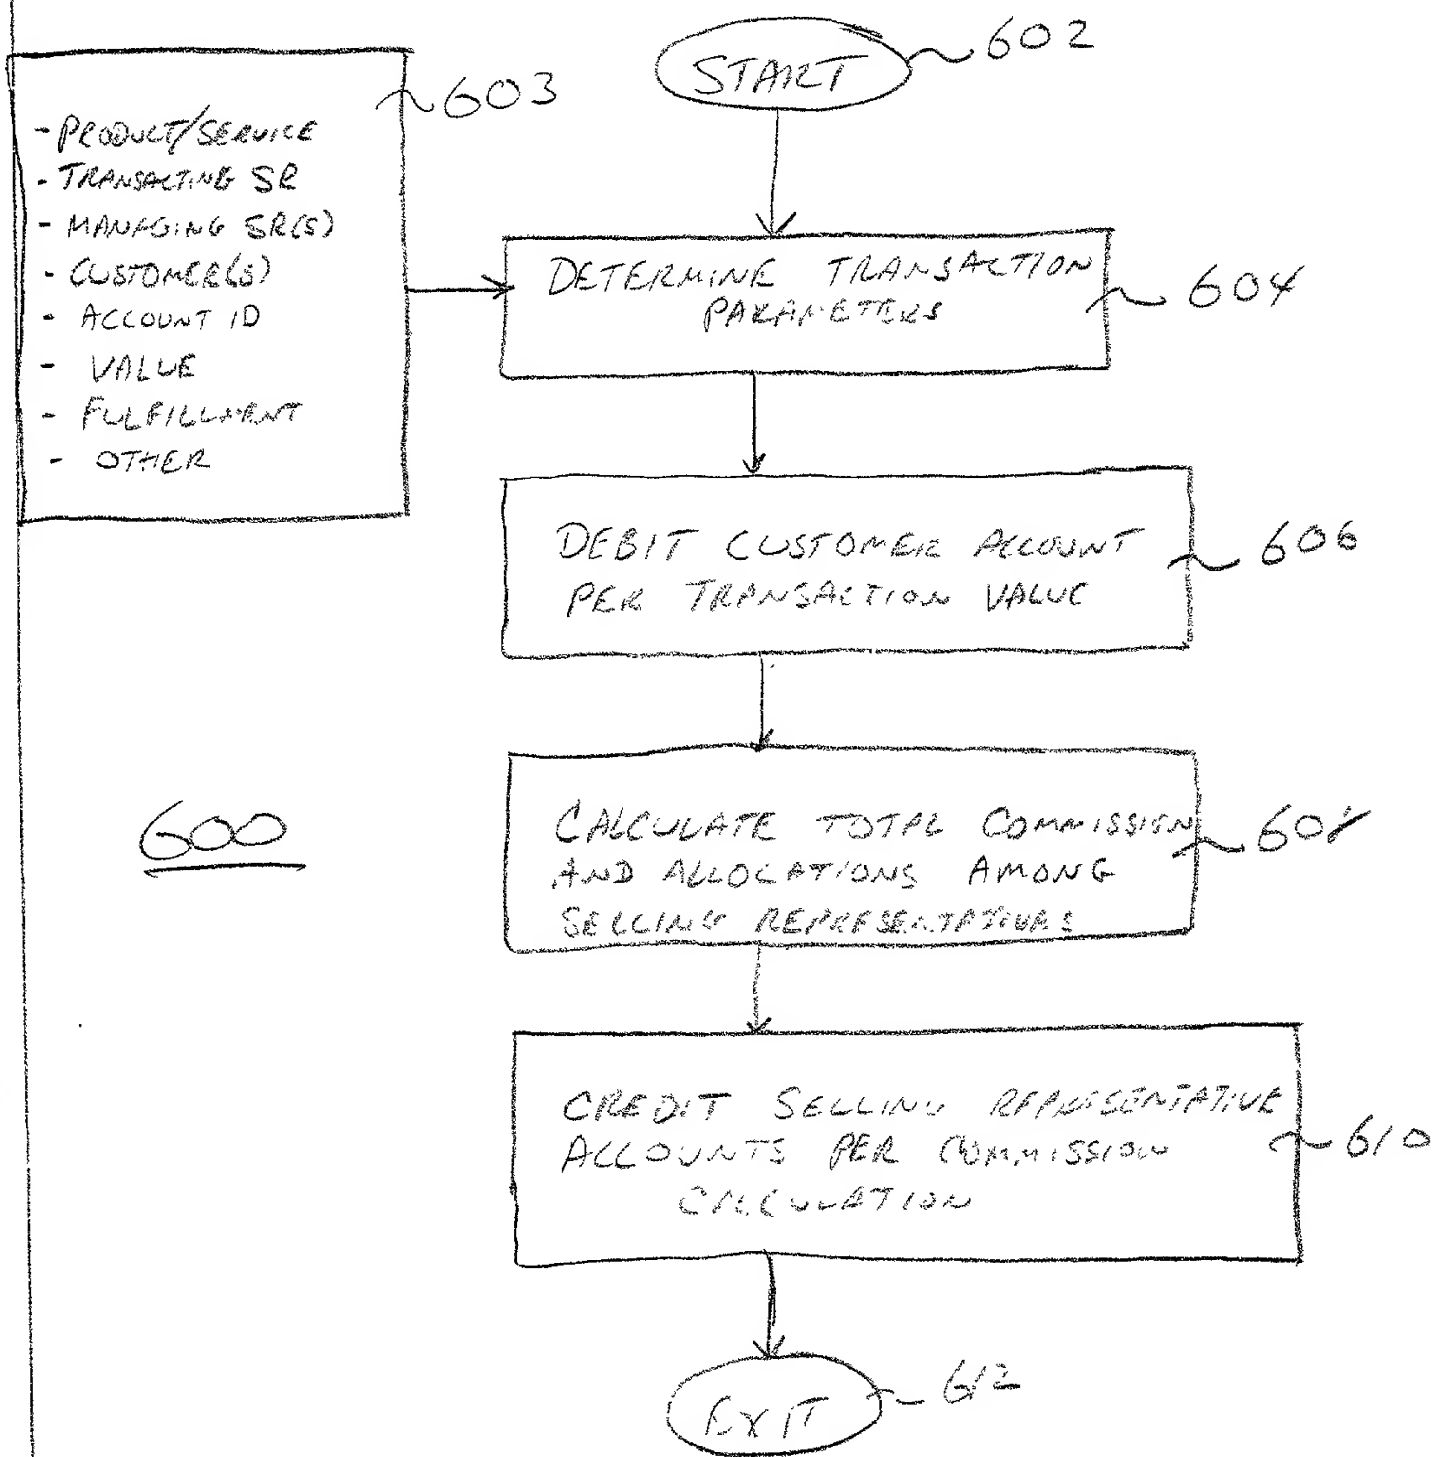 START
602
603
- PRODUCT/SERVICE
- TRANSACTING SR
- MANAGING SR(S)
- CUSTOMER(S)
- ACCOUNT ID
- VALUE
- FULFILLMENT
- OTHER
DETERMINE TRANSACTION
PARAMETERS
604
DEBIT CUSTOMER ACCOUNT
PER TRANSACTION VALUE
606
600
CALCULATE TOTAL COMMISSION
AND ALLOCATIONS AMONG
SELLING REPRESENTATIVES
608
CREDIT SELLING REPRESENTATIVE
ACCOUNTS PER COMMISSION
CALCULATION
610
EXIT
612